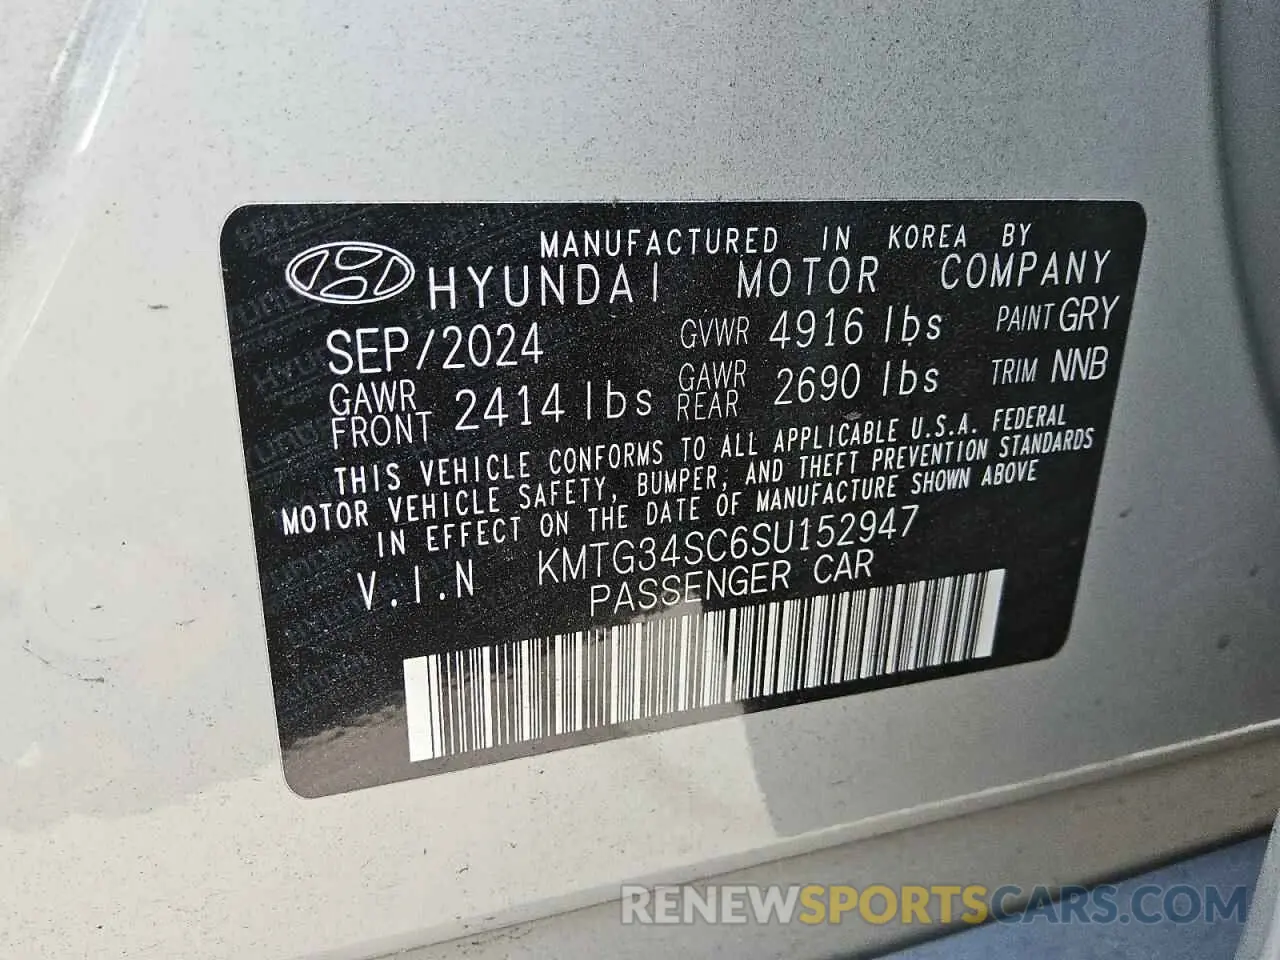 MANUFACTURED IN KOREA BY
HYUNDAI MOTOR COMPANY
SEP/2024 GVWR 4916 lbs PAINT GRY
GAWR FRONT 2414 lbs GAWR REAR 2690 lbs TRIM NNB
THIS VEHICLE CONFORMS TO ALL APPLICABLE U.S.A. FEDERAL
MOTOR VEHICLE SAFETY, BUMPER, AND THEFT PREVENTION STANDARDS
IN EFFECT ON THE DATE OF MANUFACTURE SHOWN ABOVE
V.I.N KMTG34SC6SU152947
PASSENGER CAR
RENEWSPORTSCARS.COM